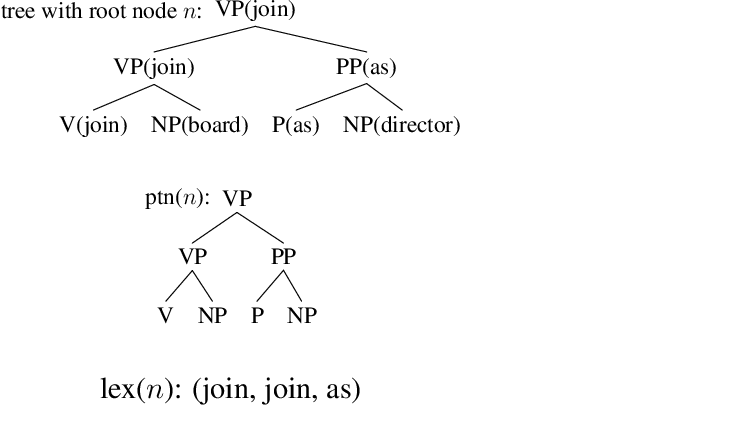 tree with root node n: VP(join)
VP(join) PP(as)
V(join) NP(board) P(as) NP(director)
ptn(n): VP
VP PP
V NP P NP
lex(n): (join, join, as)